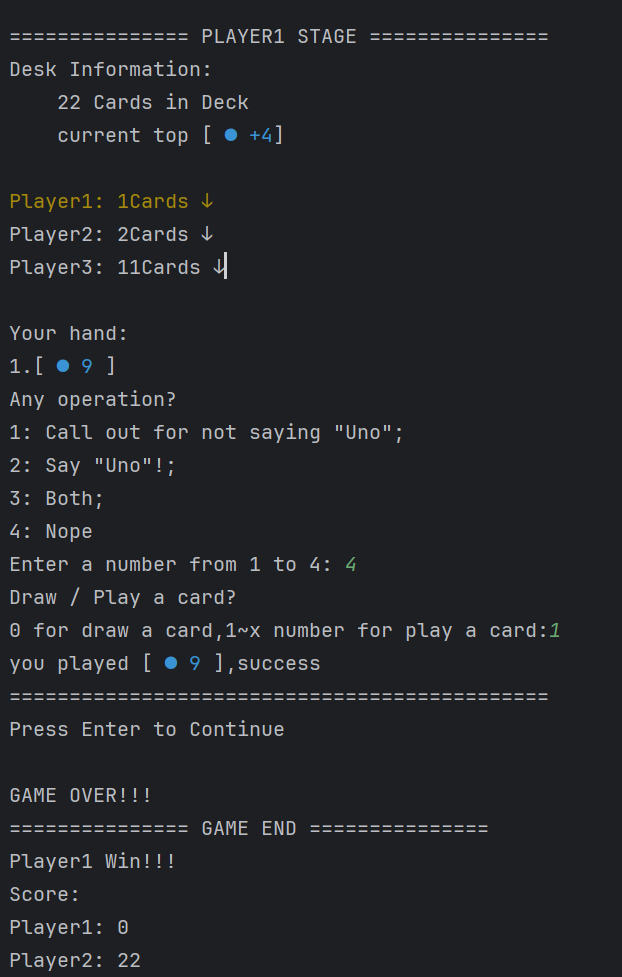 =============== PLAYER1 STAGE ===============
Desk Information:
    22 Cards in Deck
    current top [ ● +4]

Player1: 1Cards ↓
Player2: 2Cards ↓
Player3: 11Cards ↓

Your hand:
1.[ ● 9 ]
Any operation?
1: Call out for not saying "Uno";
2: Say "Uno"!;
3: Both;
4: Nope
Enter a number from 1 to 4: 4
Draw / Play a card?
0 for draw a card,1~x number for play a card:1
you played [ ● 9 ],success
=============================================
Press Enter to Continue

GAME OVER!!!
=============== GAME END ===============
Player1 Win!!!
Score:
Player1: 0
Player2: 22